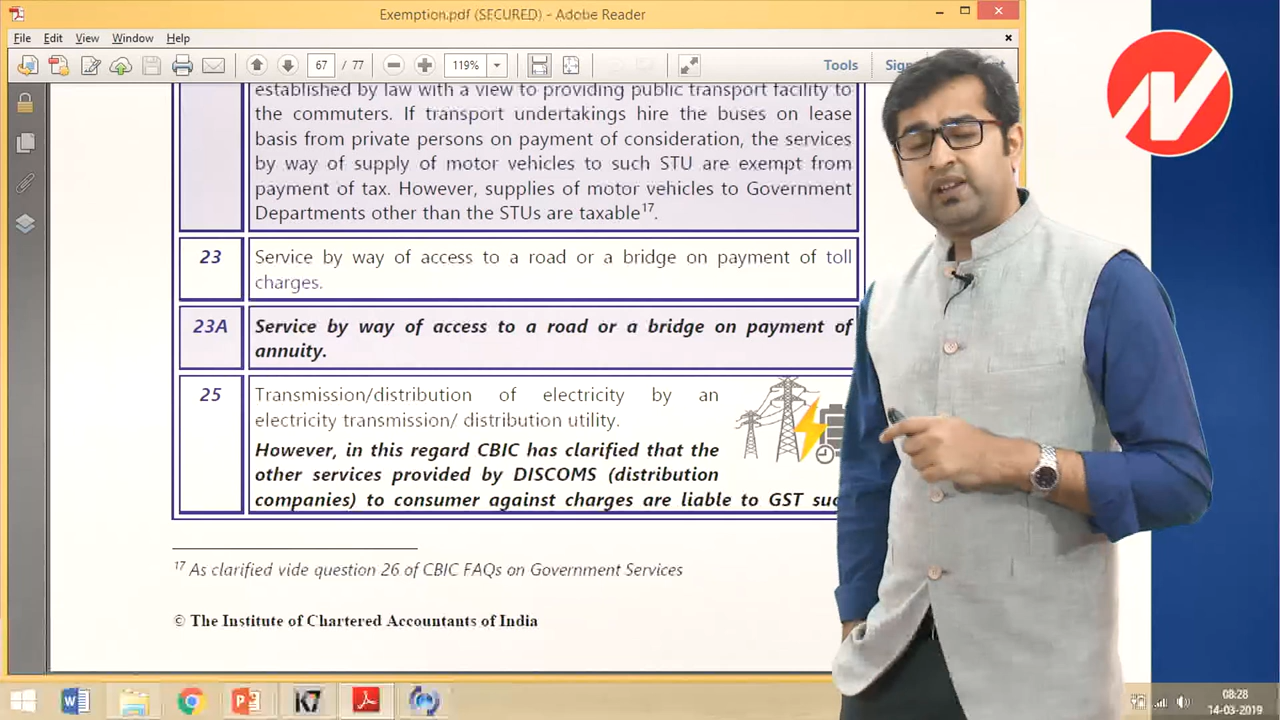 Exemption.pdf (SECURED) - Adobe Reader
File Edit View Window Help
67 / 77 119% Tools
established by law with a view to providing public transport facility to
the commuters. If transport undertakings hire the buses on lease
basis from private persons on payment of consideration, the services
by way of supply of motor vehicles to such STU are exempt from
payment of tax. However, supplies of motor vehicles to Government
Departments other than the STUs are taxable17.
23 Service by way of access to a road or a bridge on payment of toll
charges.
23A Service by way of access to a road or a bridge on payment of
annuity.
25 Transmission/distribution of electricity by an
electricity transmission/ distribution utility.
However, in this regard CBIC has clarified that the
other services provided by DISCOMS (distribution
companies) to consumer against charges are liable to GST
17 As clarified vide question 26 of CBIC FAQs on Government Services
© The Institute of Chartered Accountants of India
08:28
14-03-2019